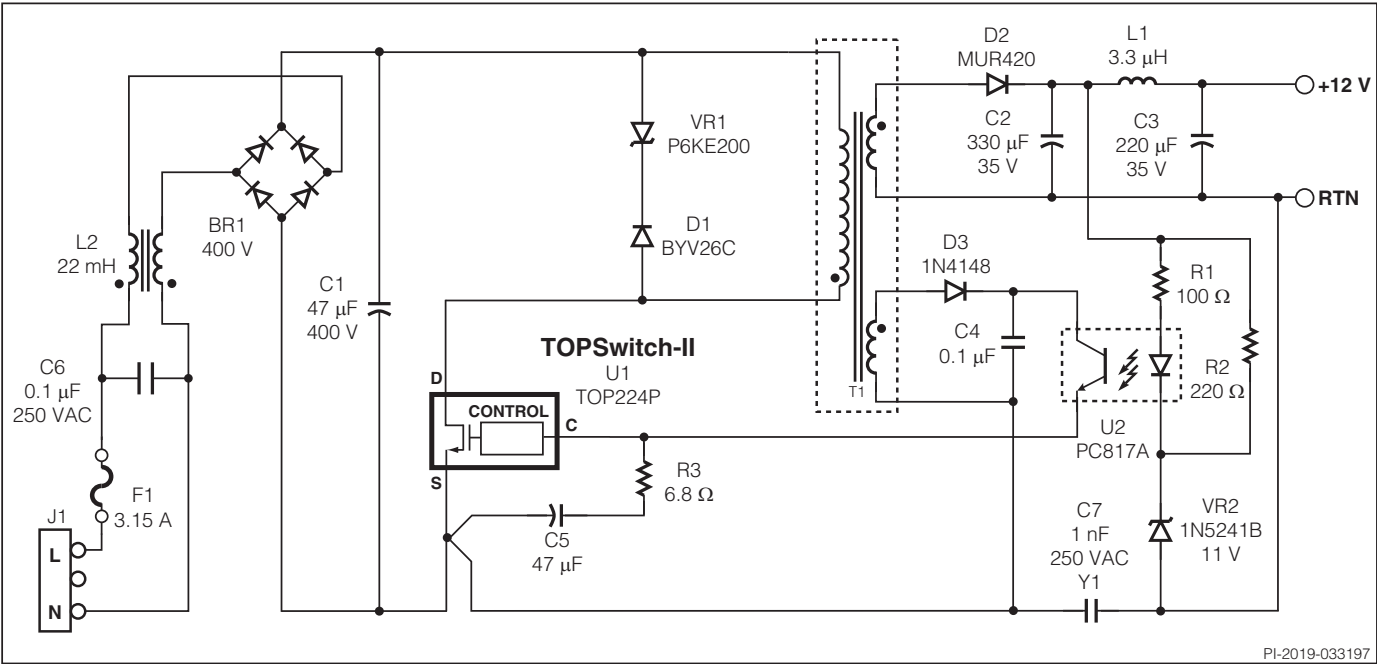 D2
MUR420
L1
3.3 μH
+12 V
C2
330 μF
35 V
C3
220 μF
35 V
RTN
VR1
P6KE200
D1
BYV26C
BR1
400 V
L2
22 mH
C1
47 μF
400 V
D3
1N4148
R1
100 Ω
C4
0.1 μF
R2
220 Ω
T1
TOPSwitch-II
U1
TOP224P
D
CONTROL
C
S
U2
PC817A
C6
0.1 μF
250 VAC
R3
6.8 Ω
F1
3.15 A
J1
L
N
C5
47 μF
C7
1 nF
250 VAC
Y1
VR2
1N5241B
11 V
PI-2019-033197